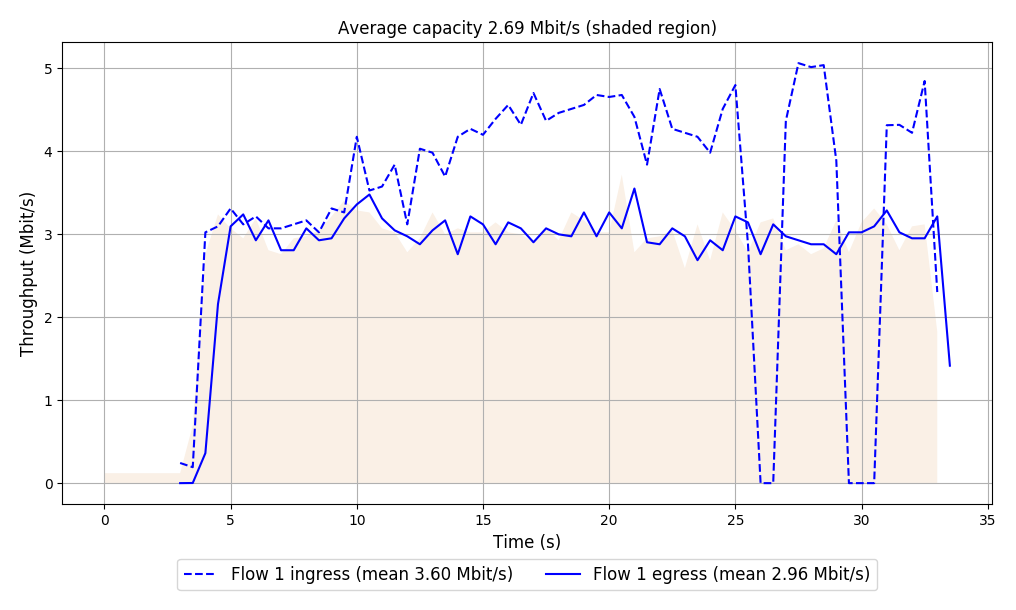 Average capacity 2.69 Mbit/s (shaded region)
Throughput (Mbit/s)
5
4
3
2
1
0
0 5 10 15 20 25 30 35
Time (s)
Flow 1 ingress (mean 3.60 Mbit/s) Flow 1 egress (mean 2.96 Mbit/s)